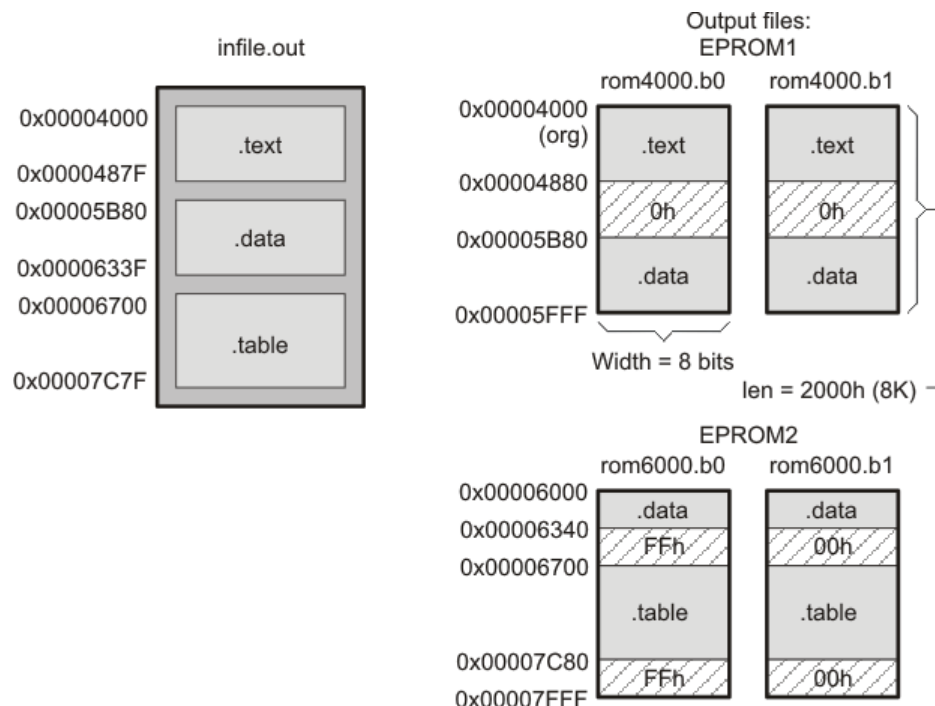 infile.out
0x00004000
.text
0x0000487F
0x00005B80
.data
0x0000633F
0x00006700
.table
0x00007C7F
Output files:
EPROM1
rom4000.b0 rom4000.b1
0x00004000
(org)
.text .text
0x00004880
0h 0h
0x00005B80
.data .data
0x00005FFF
Width = 8 bits
len = 2000h (8K)
EPROM2
rom6000.b0 rom6000.b1
0x00006000
.data .data
0x00006340
FFh 00h
0x00006700
.table .table
0x00007C80
FFh 00h
0x00007FFF